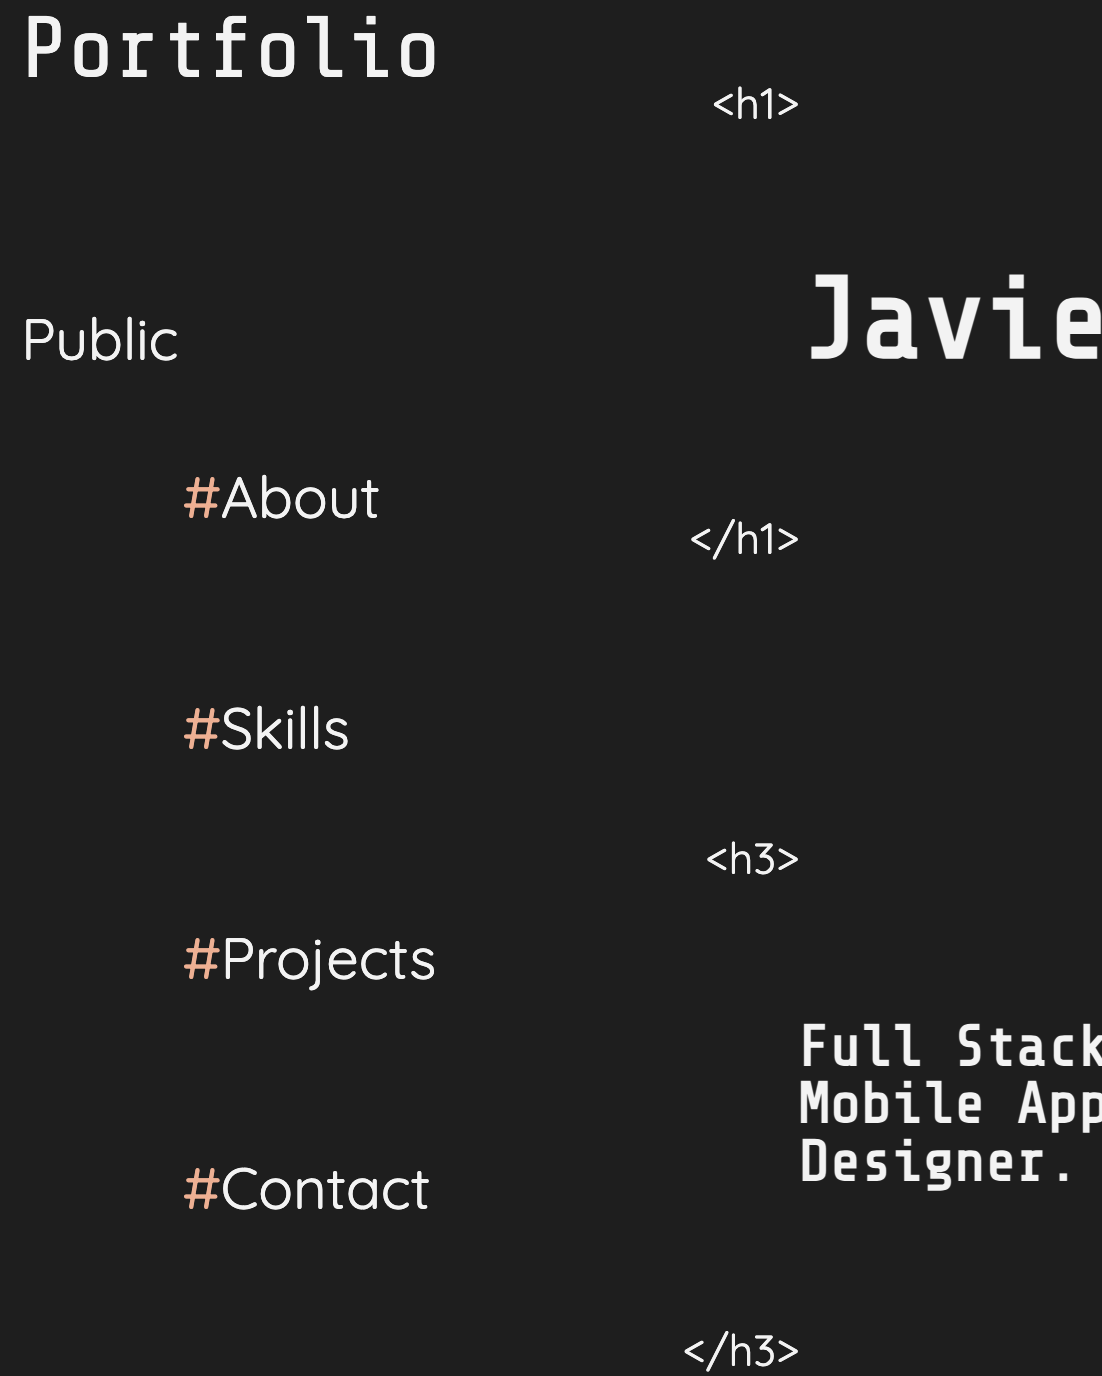 Portfolio
Public
#About
#Skills
#Projects
#Contact
<h1>
Javie
</h1>
<h3>
Full Stack
Mobile App
Designer.
</h3>